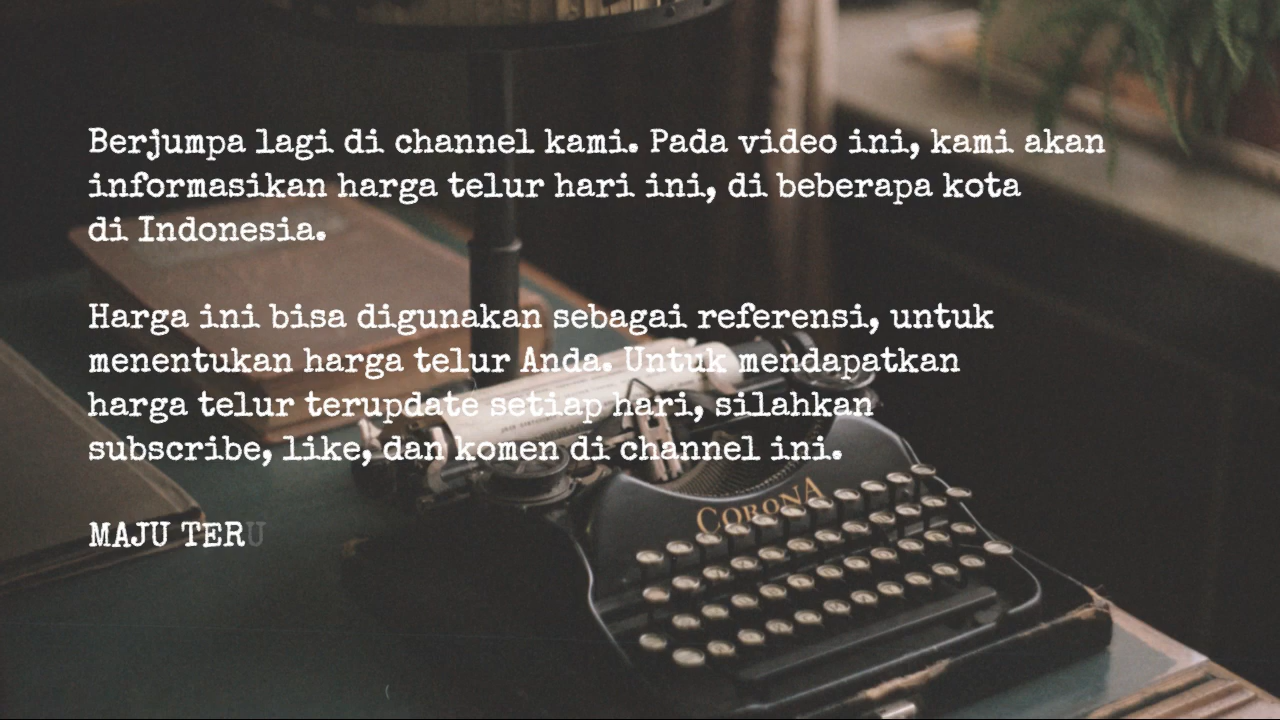 Berjumpa lagi di channel kami. Pada video ini, kami akan
informasikan harga telur hari ini, di beberapa kota
di Indonesia.
Harga ini bisa digunakan sebagai referensi, untuk
menentukan harga telur Anda. Untuk mendapatkan
harga telur terupdate setiap hari, silahkan
subscribe, like, dan komen di channel ini.
MAJU TERU
CORONA